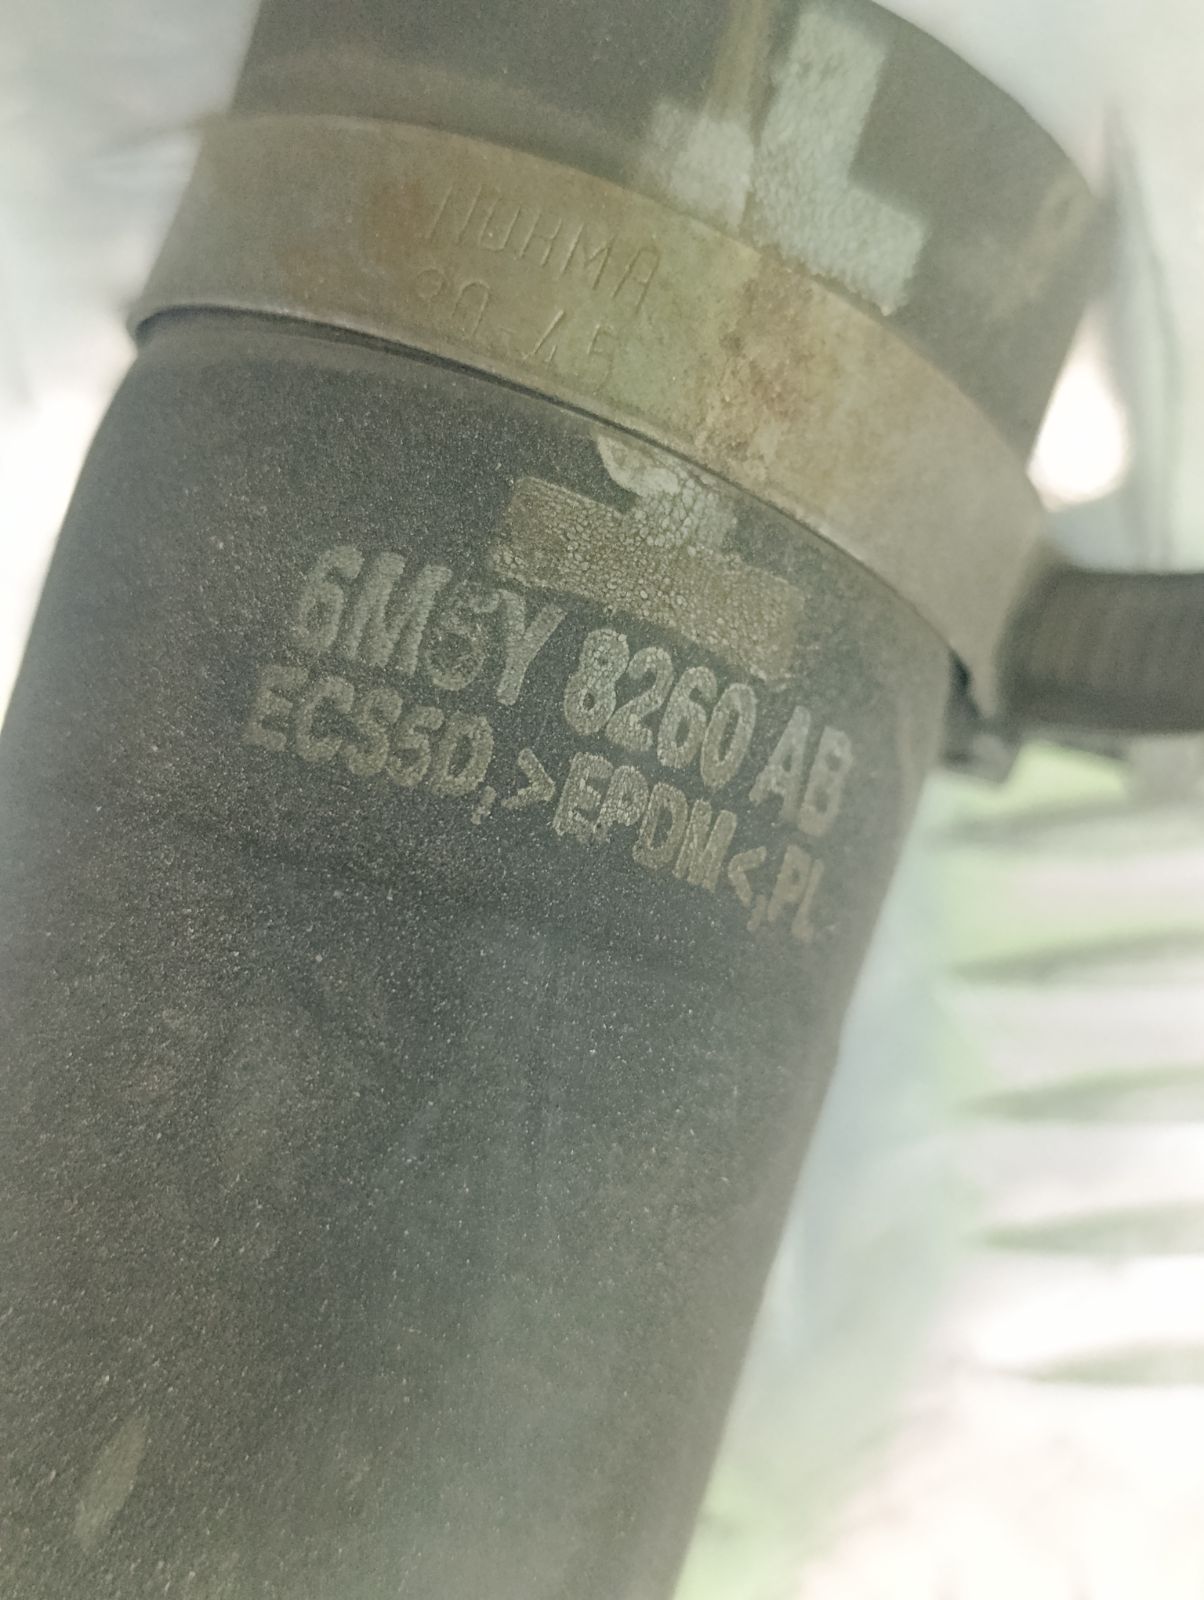 NORMA
6M5Y 8260 AB
ECS5D, >EPDM<, PL